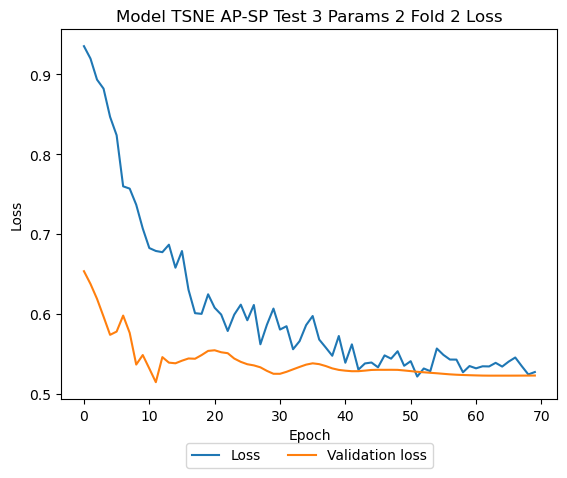 Model TSNE AP-SP Test 3 Params 2 Fold 2 Loss
Loss
0.9
0.8
0.7
0.6
0.5
0 10 20 30 40 50 60 70
Epoch
Loss Validation loss